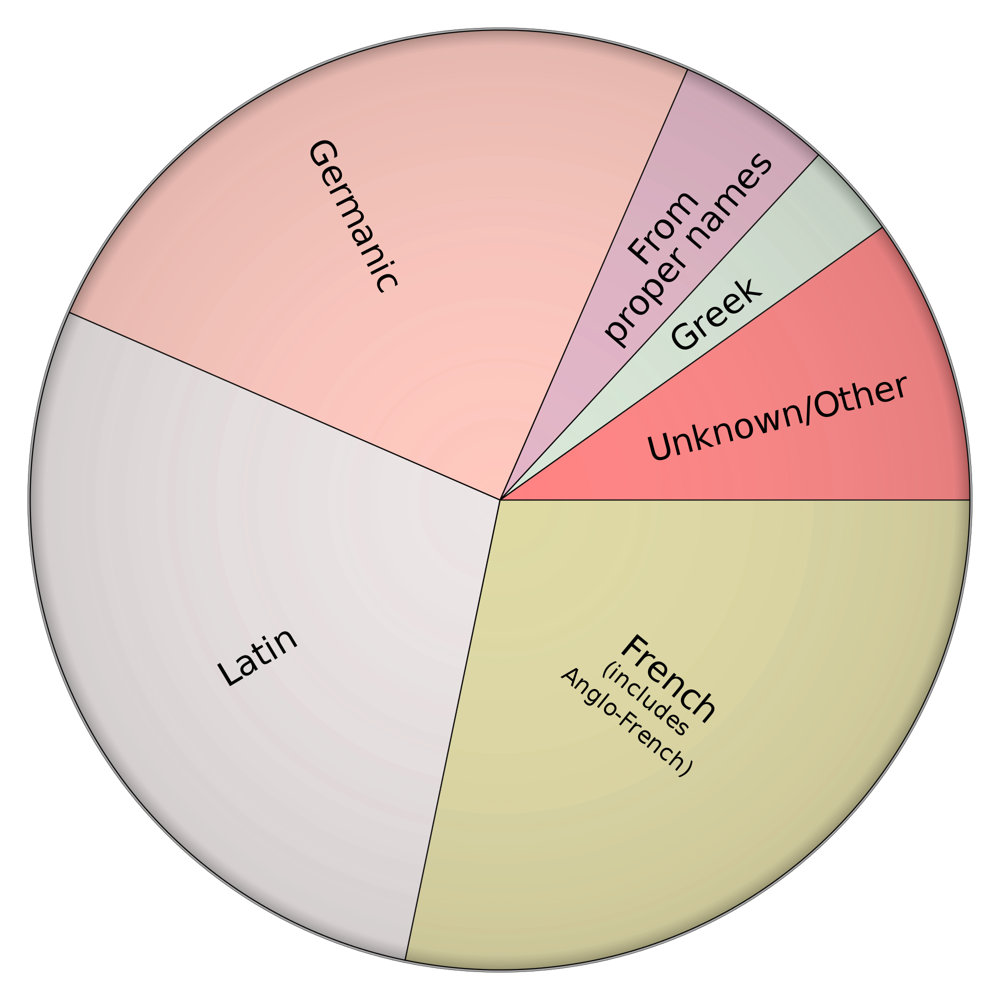 Germanic
From
proper names
Greek
Unknown/Other
Latin
French
(includes
Anglo-French)